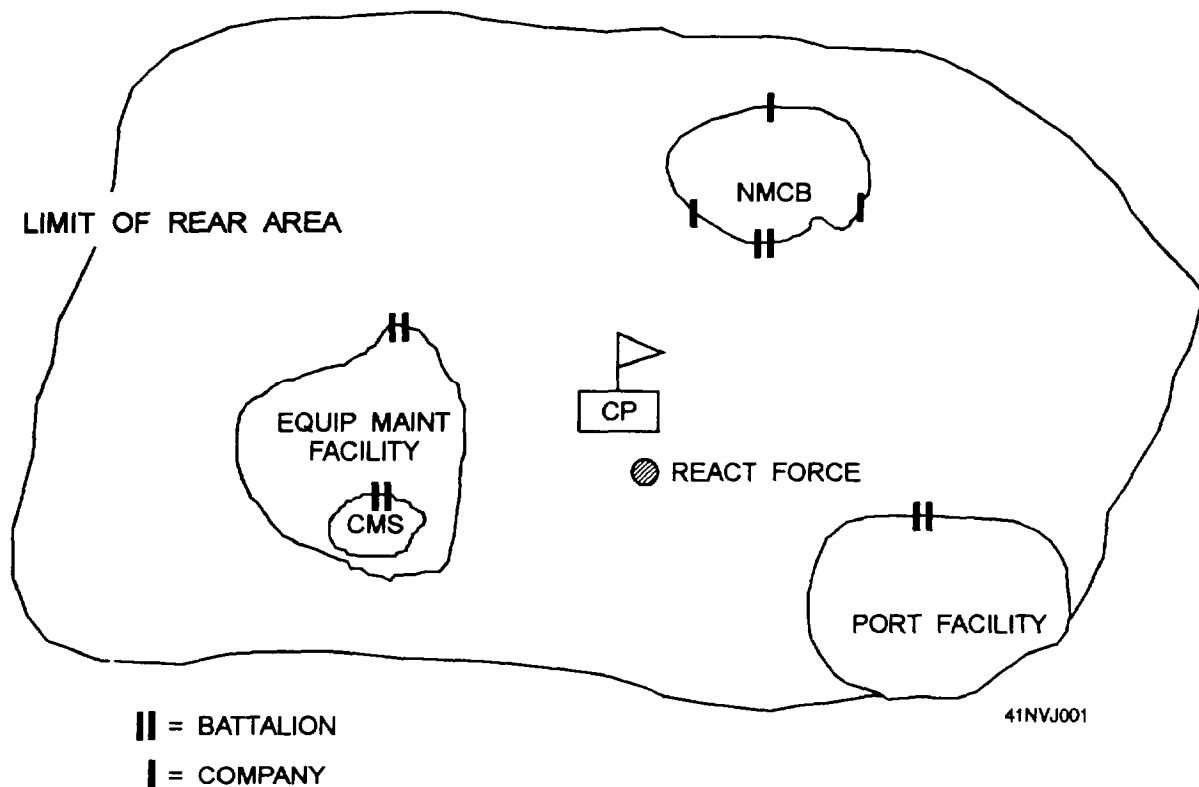 NMCB
LIMIT OF REAR AREA
EQUIP MAINT
FACILITY
CP
REACT FORCE
CMS
PORT FACILITY
41NVJ001
= BATTALION
= COMPANY